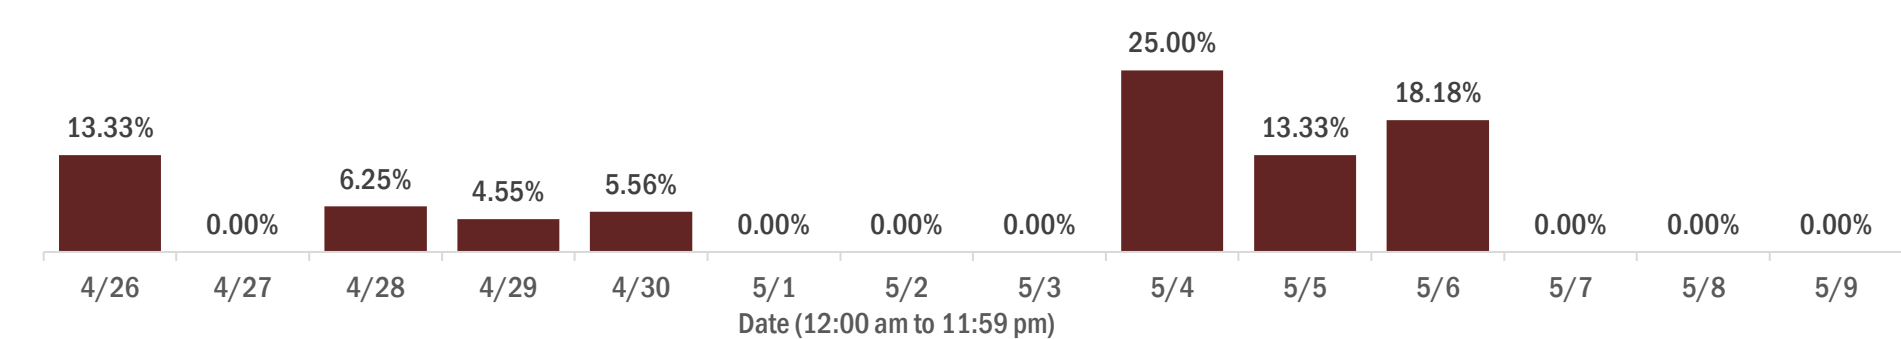 25.00%
18.18%
13.33% 13.33%
6.25% 4.55% 5.56%
0.00% 0.00% 0.00% 0.00% 0.00% 0.00% 0.00%
4/26 4/27 4/28 4/29 4/30 5/1 5/2 5/3 5/4 5/5 5/6 5/7 5/8 5/9
Date (12:00 am to 11:59 pm)